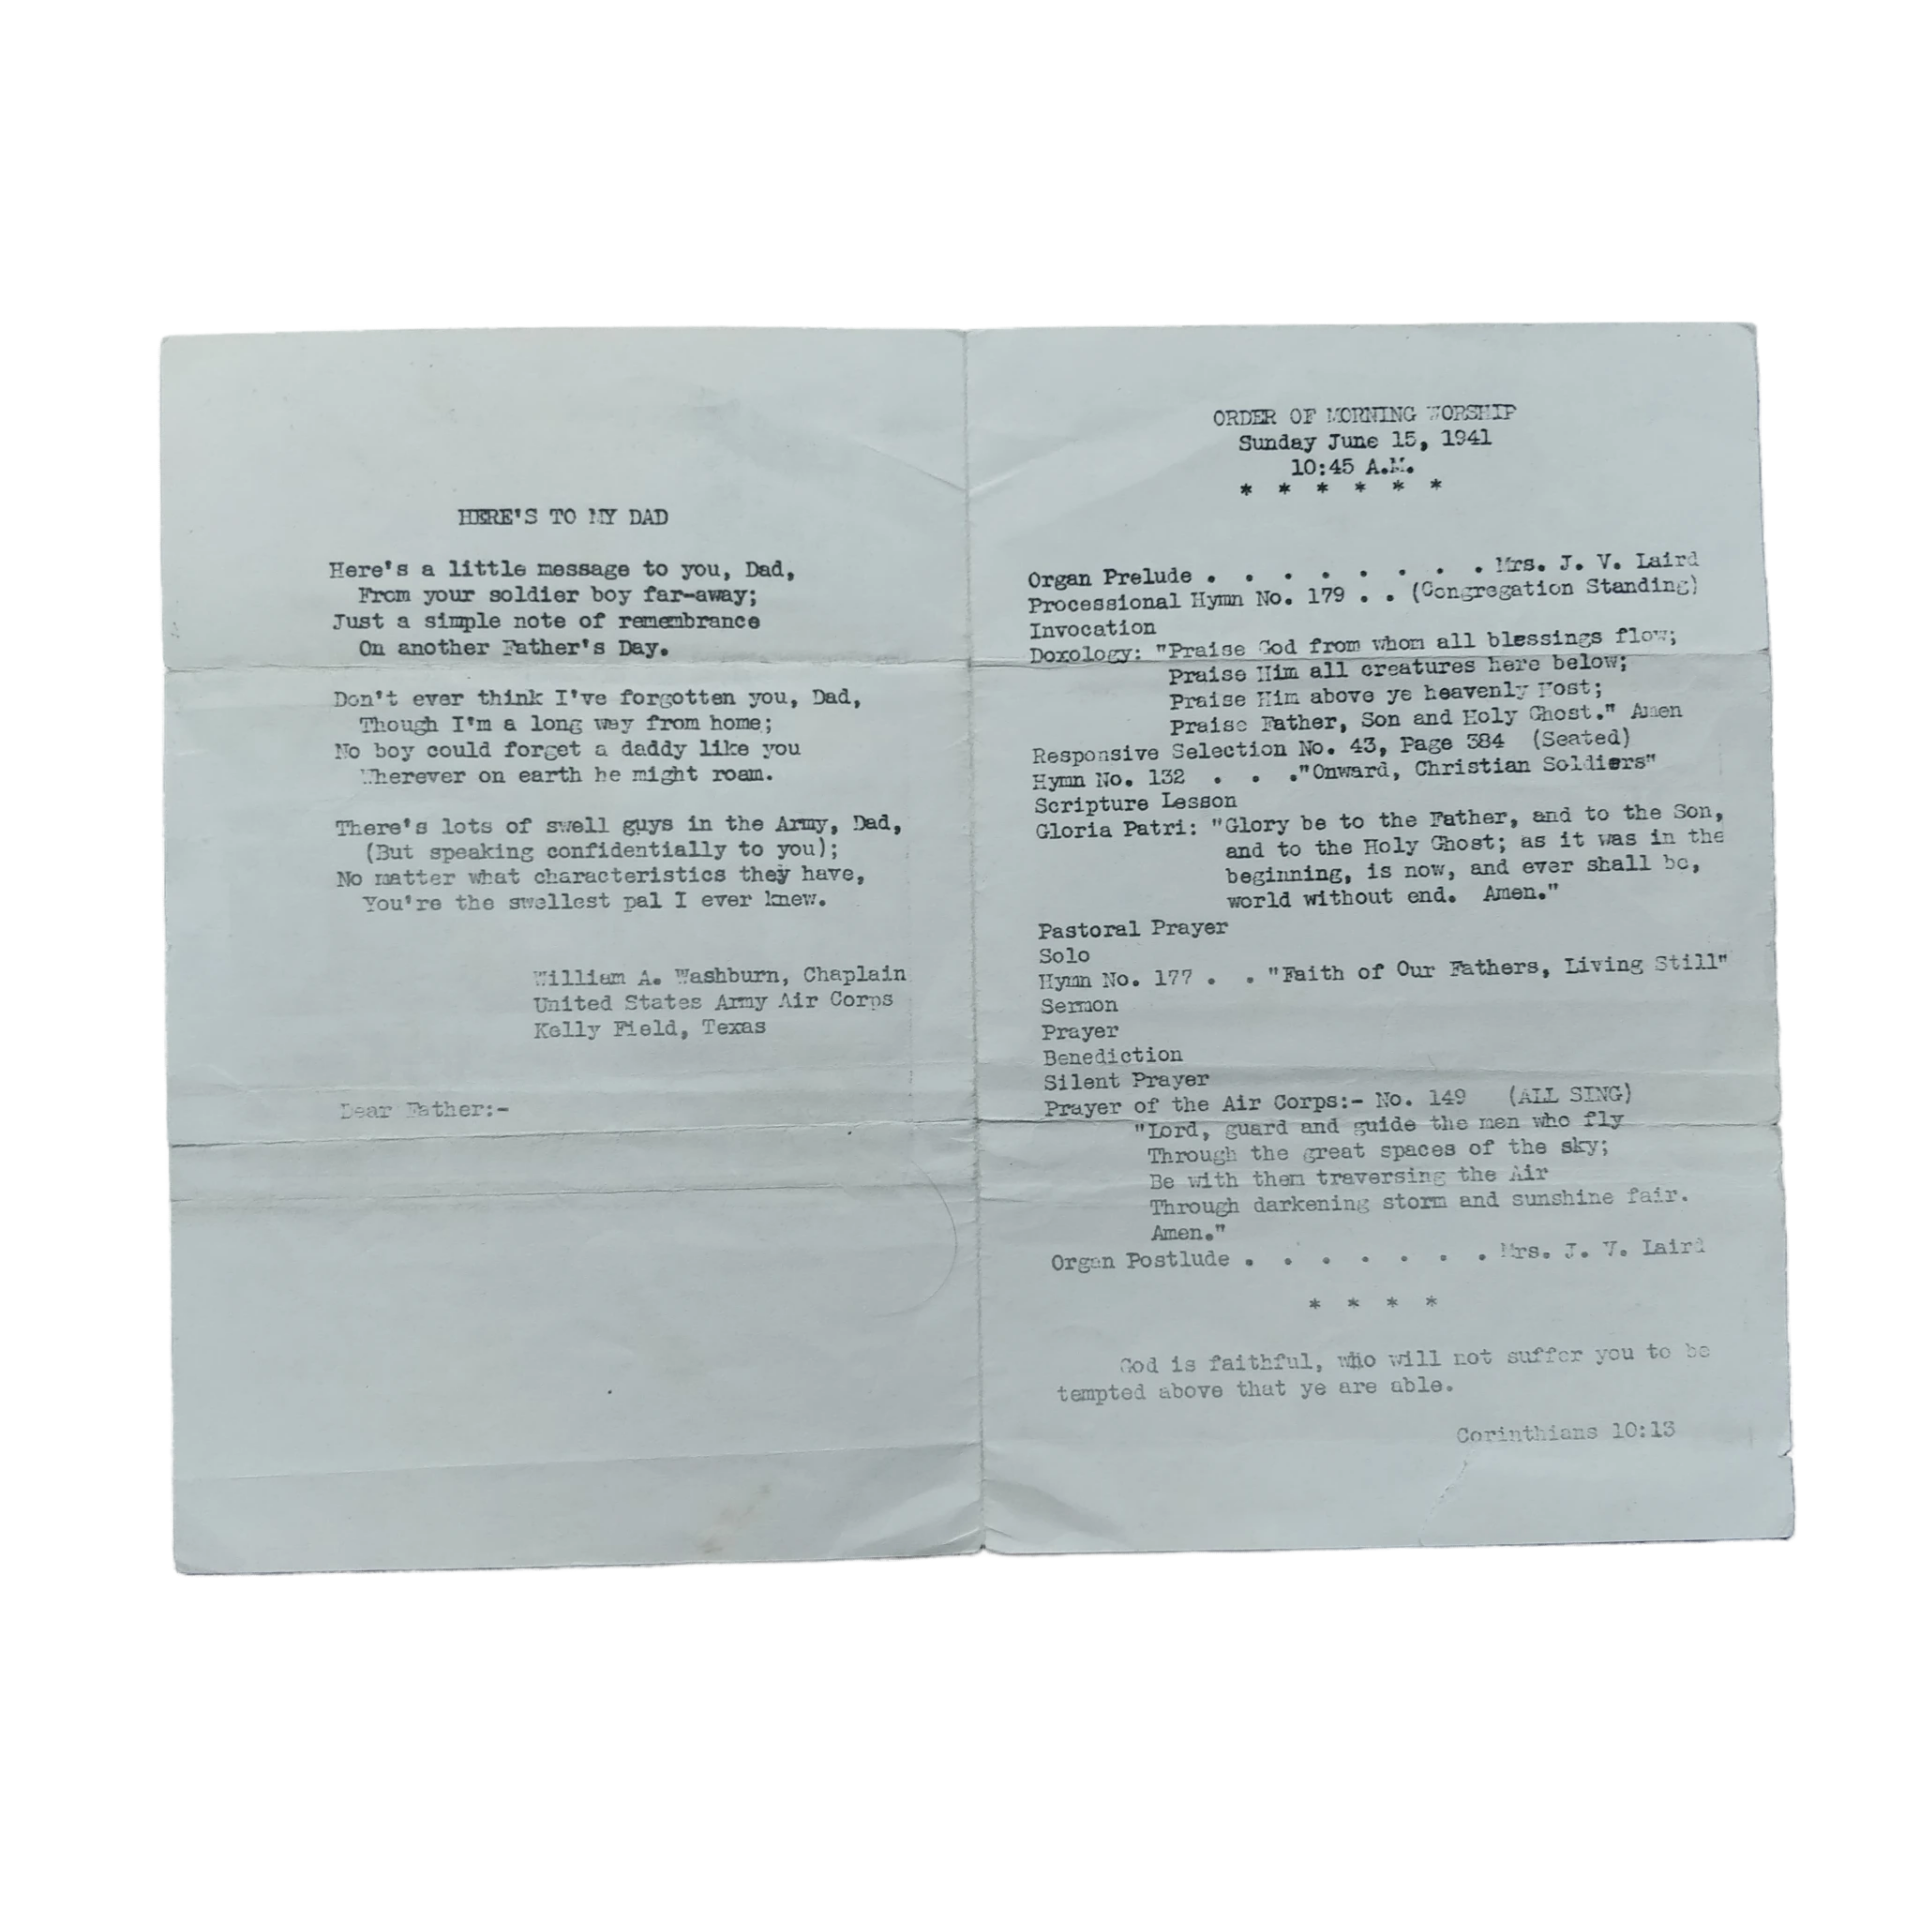 HERE'S TO MY DAD
Here's a little message to you, Dad,
From your soldier boy far-away;
Just a simple note of remembrance
On another Father's Day.
Don't ever think I've forgotten you, Dad,
Though I'm a long way from home;
No boy could forget a daddy like you
Wherever on earth he might roam.
There's lots of swell guys in the Army, Dad,
(But speaking confidentially to you);
No matter what characteristics they have,
You're the swellest pal I ever knew.
William A. Washburn, Chaplain
United States Army Air Corps
Kelly Field, Texas
Dear Father:-
ORDER OF MORNING WORSHIP
Sunday June 15, 1941
10:45 A.M.
* * * * * *
Organ Prelude . . . . . . . . Mrs. J. V. Laird
Processional Hymn No. 179 . . (Congregation Standing)
Invocation
Doxology: "Praise God from whom all blessings flow;
Praise Him all creatures here below;
Praise Him above ye heavenly Host;
Praise Father, Son and Holy Ghost." Amen
Responsive Selection No. 43, Page 384 (Seated)
Hymn No. 132 . . ."Onward, Christian Soldiers"
Scripture Lesson
Gloria Patri: "Glory be to the Father, and to the Son,
and to the Holy Ghost; as it was in the
beginning, is now, and ever shall be,
world without end. Amen."
Pastoral Prayer
Solo
Hymn No. 177 . . "Faith of Our Fathers, Living Still"
Sermon
Prayer
Benediction
Silent Prayer
Prayer of the Air Corps:- No. 149 (ALL SING)
"Lord, guard and guide the men who fly
Through the great spaces of the sky;
Be with them traversing the Air
Through darkening storm and sunshine fair.
Amen."
Organ Postlude . . . . . . . Mrs. J. V. Laird
* * * *
God is faithful, who will not suffer you to be
tempted above that ye are able.
Corinthians 10:13